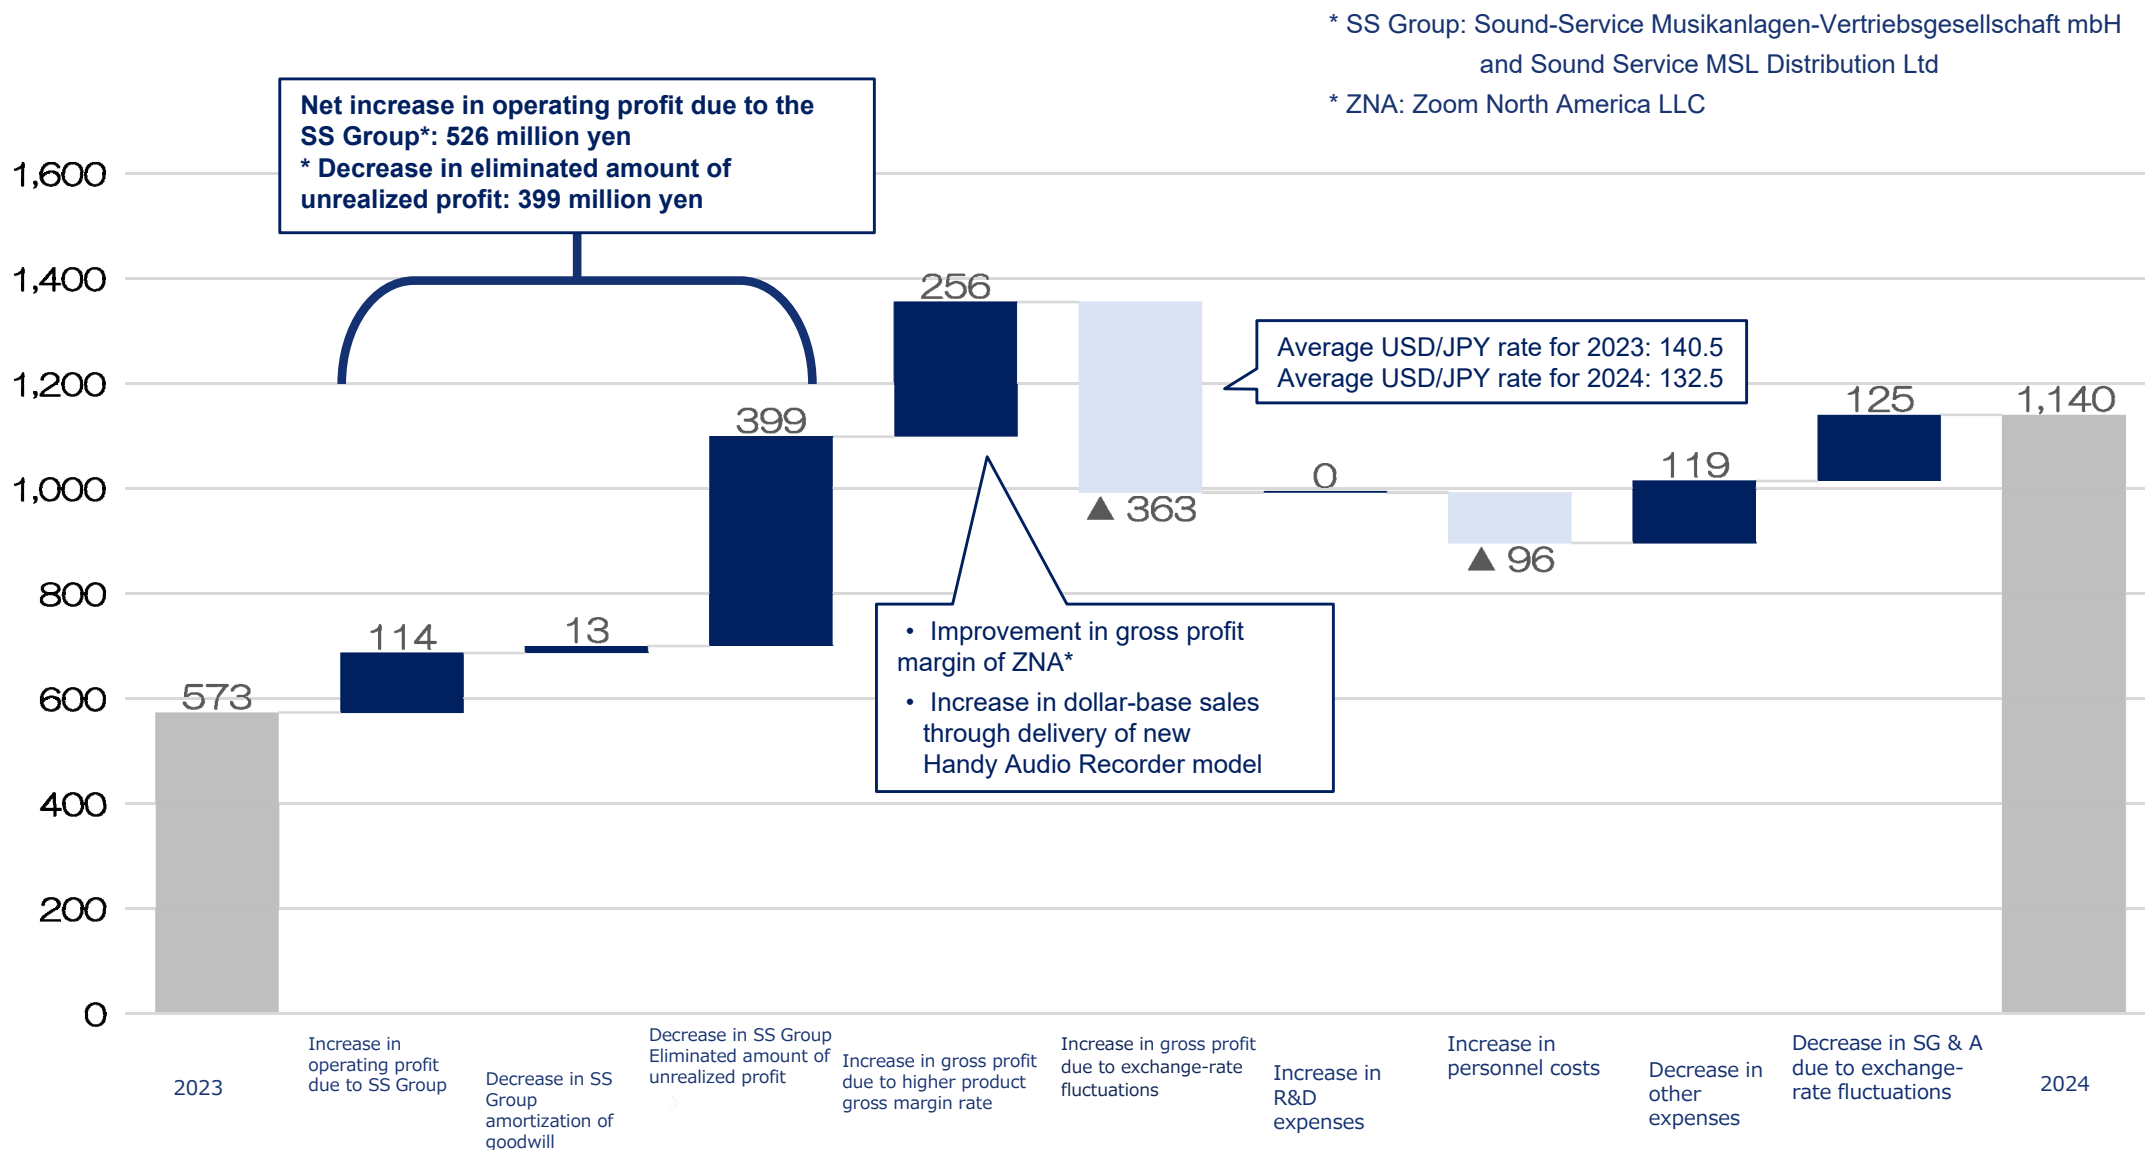 * SS Group: Sound-Service Musikanlagen-Vertriebsgesellschaft mbH
and Sound Service MSL Distribution Ltd
* ZNA: Zoom North America LLC
Net increase in operating profit due to the
SS Group*: 526 million yen
* Decrease in eliminated amount of
unrealized profit: 399 million yen
1,600
1,400
1,200
1,000
800
600
400
200
0
573
114
13
399
256
▲ 363
0
▲ 96
119
125
1,140
Average USD/JPY rate for 2023: 140.5
Average USD/JPY rate for 2024: 132.5
• Improvement in gross profit
margin of ZNA*
• Increase in dollar-base sales
through delivery of new
Handy Audio Recorder model
2023
Increase in
operating profit
due to SS Group
Decrease in SS
Group
amortization of
goodwill
Decrease in SS Group
Eliminated amount of
unrealized profit
Increase in gross profit
due to higher product
gross margin rate
Increase in gross profit
due to exchange-rate
fluctuations
Increase in
R&D
expenses
Increase in
personnel costs
Decrease in
other
expenses
Decrease in SG & A
due to exchange-
rate fluctuations
2024